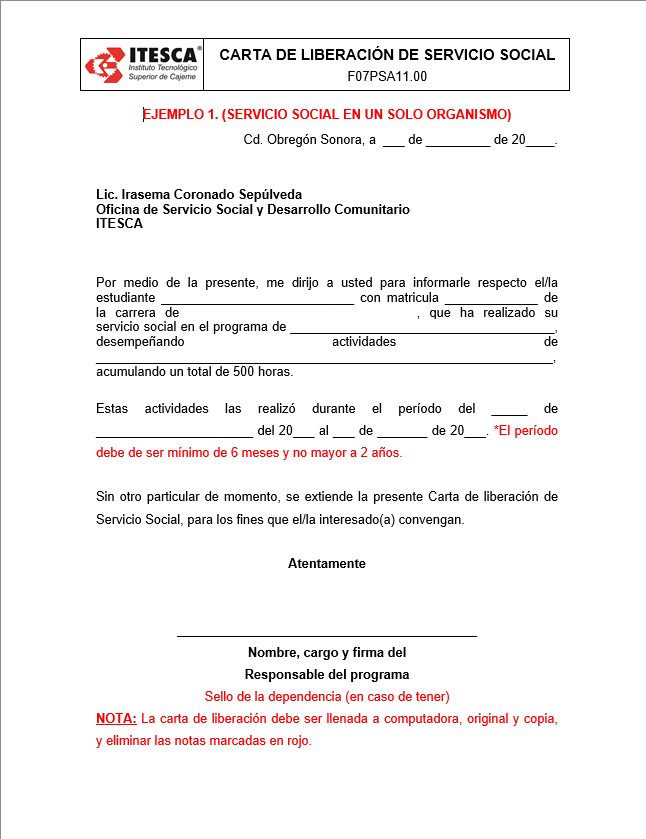 ITESCA®
Instituto Tecnológico
Superior de Cajeme
CARTA DE LIBERACIÓN DE SERVICIO SOCIAL
F07PSA11.00
EJEMPLO 1. (SERVICIO SOCIAL EN UN SOLO ORGANISMO)
Cd. Obregón Sonora, a ___ de _________ de 20____.
Lic. Irasema Coronado Sepúlveda
Oficina de Servicio Social y Desarrollo Comunitario
ITESCA
Por medio de la presente, me dirijo a usted para informarle respecto el/la
estudiante ___________________________ con matricula _____________ de
la carrera de , que ha realizado su
servicio social en el programa de _____________________________________,
desempeñando actividades de
________________________________________________________________,
acumulando un total de 500 horas.
Estas actividades las realizó durante el período del _____ de
______________________ del 20___ al ___ de _______ de 20___. *El período
debe de ser mínimo de 6 meses y no mayor a 2 años.
Sin otro particular de momento, se extiende la presente Carta de liberación de
Servicio Social, para los fines que el/la interesado(a) convengan.
Atentamente
__________________________________________
Nombre, cargo y firma del
Responsable del programa
Sello de la dependencia (en caso de tener)
NOTA: La carta de liberación debe ser llenada a computadora, original y copia,
y eliminar las notas marcadas en rojo.